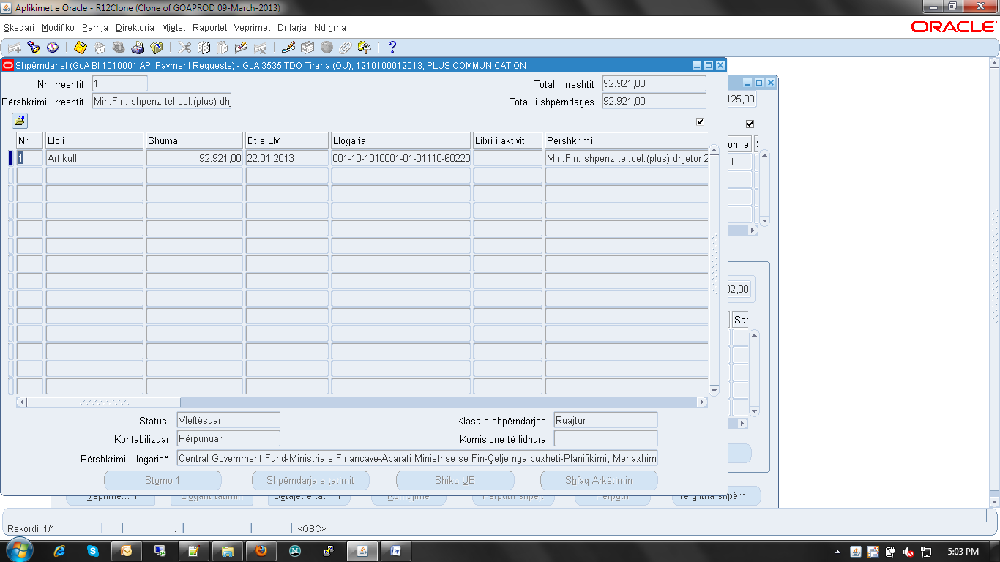 Aplikimet e Oracle - R12Clone (Clone of GOAPROD 09-March-2013)
Skedari Modifiko Pamja Direktoria Mjetet Raportet Veprimet Dritarja Ndihma
ORACLE
Shpërndarjet (GoA BI 1010001 AP: Payment Requests) - GoA 3535 TDO Tirana (OU), 1210100012013, PLUS COMMUNICATION
Nr.i rreshtit 1 Totali i rreshtit 92.921,00
Përshkrimi i rreshtit Min.Fin. shpenz.tel.cel.(plus) dhj Totali i shpërndarjes 92.921,00
125,00
Nr. Lloji Shuma Dt.e LM Llogaria Libri i aktivit Përshkrimi
on. e
1 Artikulli 92.921,00 22.01.2013 001-10-1010001-01-01110-60220 Min.Fin. shpenz.tel.cel.(plus) dhjetor 2
LL
02,00
Sas
Statusi Vleftësuar Klasa e shpërndarjes Ruajtur
Kontabilizuar Përpunuar Komisione të lidhura
Përshkrimi i llogarisë Central Government Fund-Ministria e Financave-Aparati Ministrise se Fin-Çelje nga buxheti-Planifikimi, Menaxhim
Storno 1 Shpërndarja e tatimit Shiko UB Shfaq Arkëtimin
Veprime... 1 Llogarit tatimin Detajet e tatimit Korrigjime Përputh shpejt Përputh Të gjitha shpërn...
Rekordi: 1/1 ... <OSC>
5:03 PM